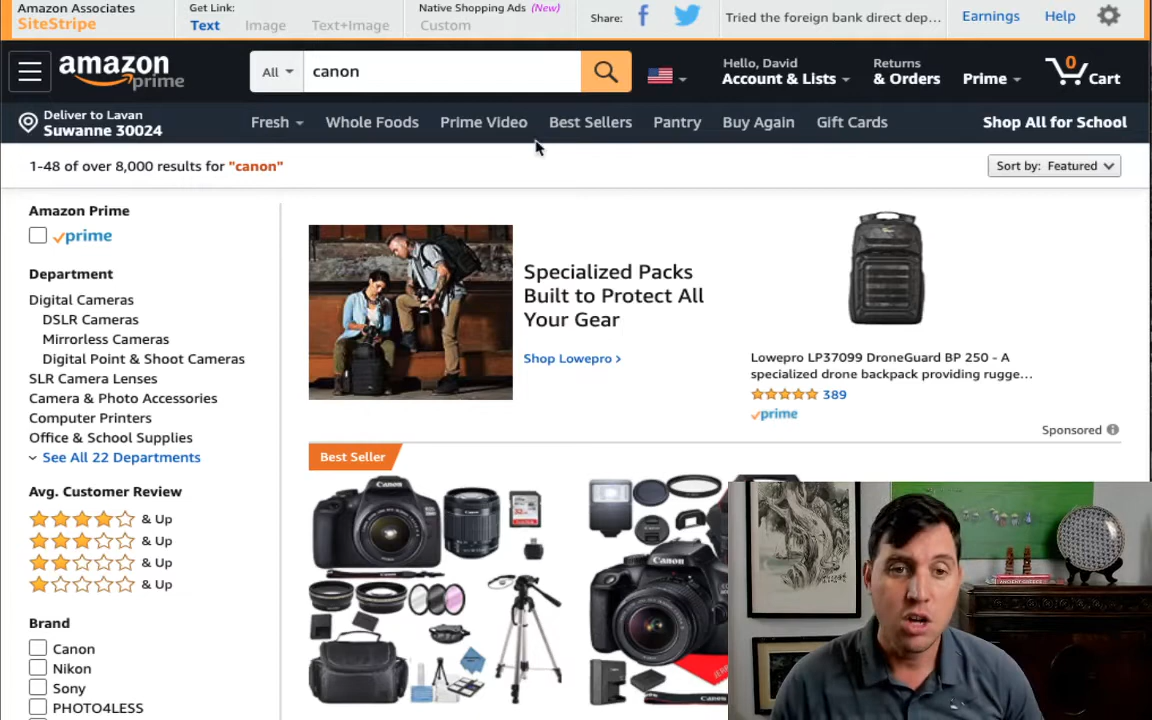 Amazon Associates
SiteStripe
Get Link:
Text Image Text+Image
Native Shopping Ads (New)
Custom
Share:
Tried the foreign bank direct dep...
Earnings
Help
amazon
prime
All
canon
Hello, David
Account & Lists
Returns
& Orders
Prime
0
Cart
Deliver to Lavan
Suwanne 30024
Fresh Whole Foods Prime Video Best Sellers Pantry Buy Again Gift Cards
Shop All for School
1-48 of over 8,000 results for "canon"
Sort by: Featured
Amazon Prime
prime
Department
Digital Cameras
DSLR Cameras
Mirrorless Cameras
Digital Point & Shoot Cameras
SLR Camera Lenses
Camera & Photo Accessories
Computer Printers
Office & School Supplies
See All 22 Departments
Avg. Customer Review
& Up
& Up
& Up
& Up
Brand
Canon
Nikon
Sony
PHOTO4LESS
Specialized Packs
Built to Protect All
Your Gear
Shop Lowepro ›
Lowepro LP37099 DroneGuard BP 250 - A
specialized drone backpack providing rugge...
389
prime
Sponsored
Best Seller
Canon
Canon